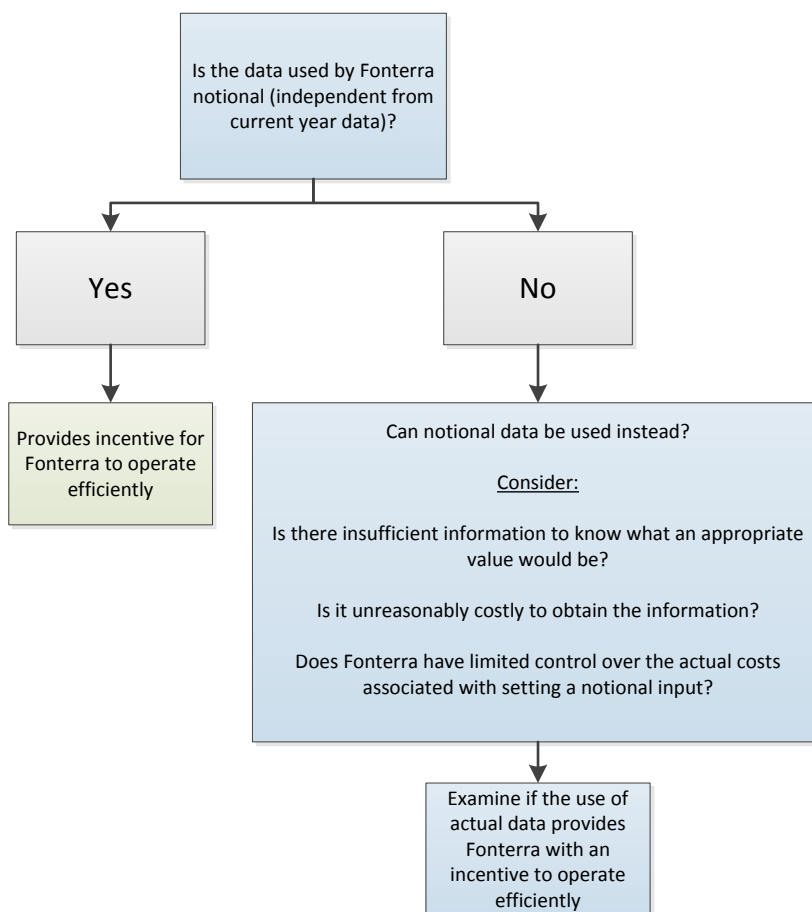 Is the data used by Fonterra
notional (independent from
current year data)?
Yes
No
Provides incentive for
Fonterra to operate
efficiently
Can notional data be used instead?
Consider:
Is there insufficient information to know what an appropriate
value would be?
Is it unreasonably costly to obtain the information?
Does Fonterra have limited control over the actual costs
associated with setting a notional input?
Examine if the use of
actual data provides
Fonterra with an
incentive to operate
efficiently